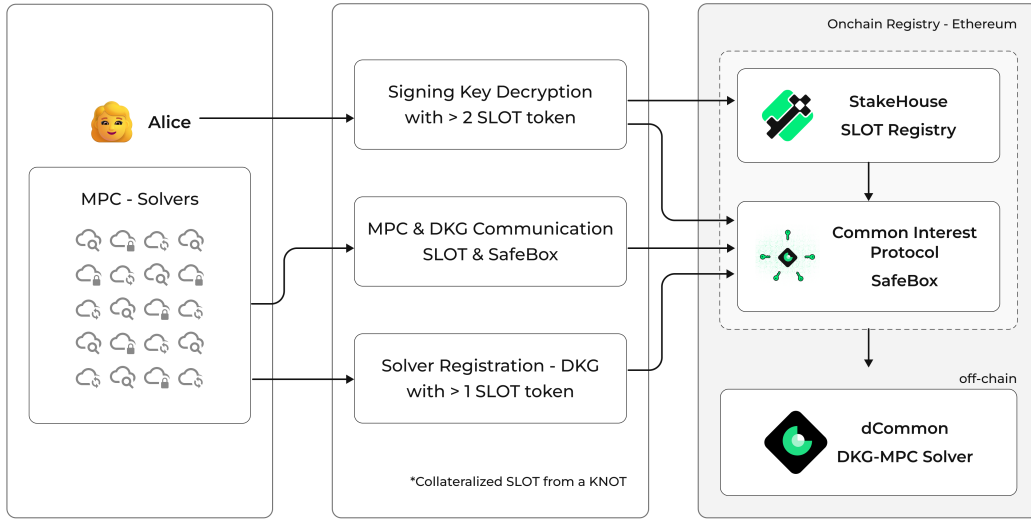 Alice
MPC - Solvers
Signing Key Decryption
with > 2 SLOT token
MPC & DKG Communication
SLOT & SafeBox
Solver Registration - DKG
with > 1 SLOT token
*Collateralized SLOT from a KNOT
Onchain Registry - Ethereum
StakeHouse
SLOT Registry
Common Interest
Protocol
SafeBox
off-chain
dCommon
DKG-MPC Solver